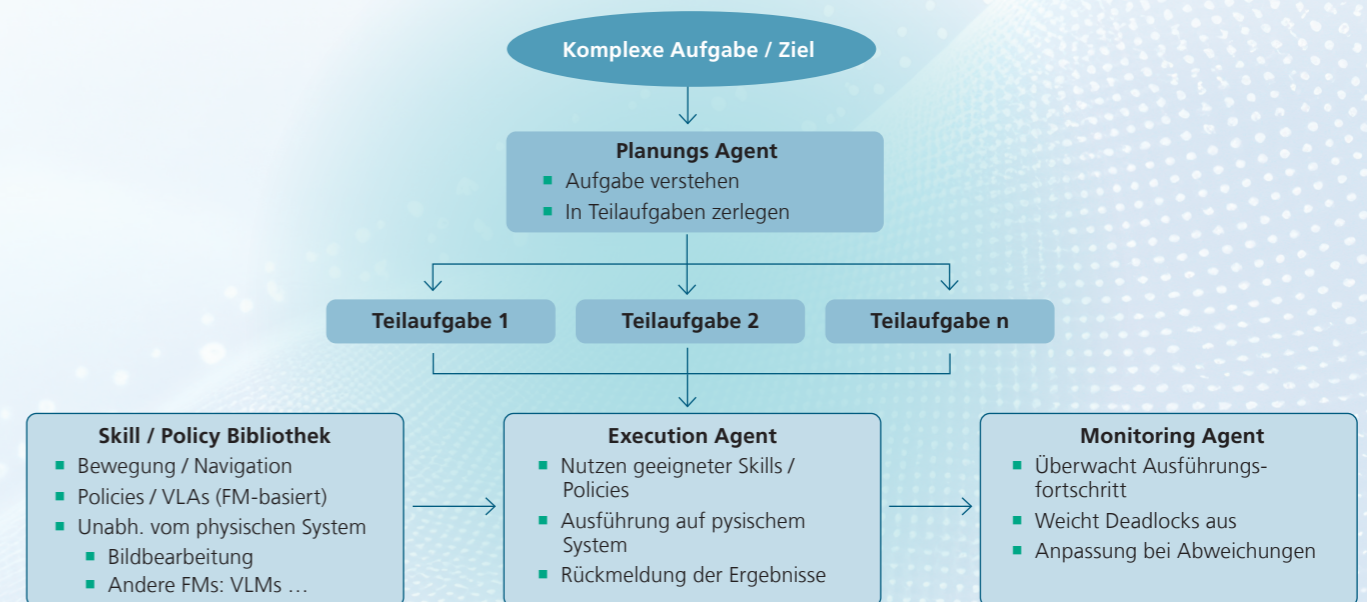 Komplexe Aufgabe / Ziel
Planungs Agent
▪ Aufgabe verstehen
▪ In Teilaufgaben zerlegen
Teilaufgabe 1
Teilaufgabe 2
Teilaufgabe n
Skill / Policy Bibliothek
▪ Bewegung / Navigation
▪ Policies / VLAs (FM-basiert)
▪ Unabh. vom physischen System
▪ Bildbearbeitung
▪ Andere FMs: VLMs …
Execution Agent
▪ Nutzen geeigneter Skills /
Policies
▪ Ausführung auf pysischem
System
▪ Rückmeldung der Ergebnisse
Monitoring Agent
▪ Überwacht Ausführungs-
fortschritt
▪ Weicht Deadlocks aus
▪ Anpassung bei Abweichungen